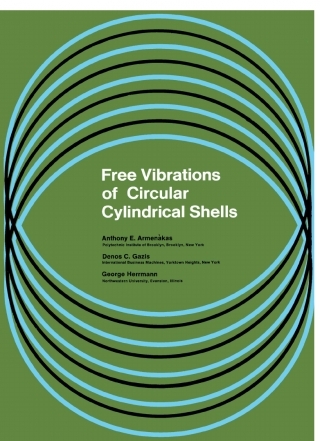 Free Vibrations
of Circular
Cylindrical Shells
Anthony E. Armenàkas
Polytechnic Institute of Brooklyn, Brooklyn, New York
Denos C. Gazis
International Business Machines, Yorktown Heights, New York
George Herrmann
Northwestern University, Evanston, Illinois